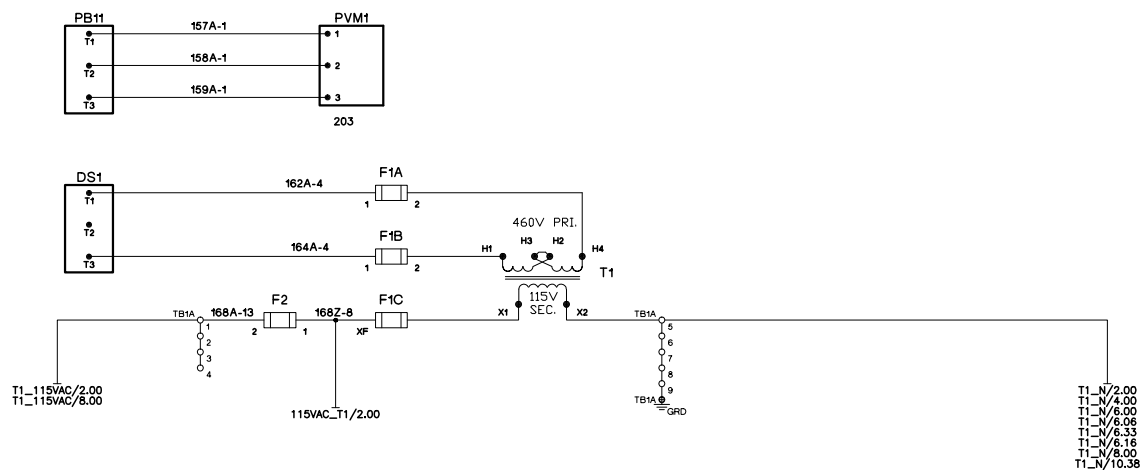 PB11
PVM1
157A-1
T1
1
158A-1
T2
2
159A-1
T3
3
203
DS1
F1A
162A-4
T1
1
2
T2
460V PRI.
F1B
164A-4
T3
1
2
H1
H3
H2
H4
T1
115V
SEC.
X1
X2
TB1A
168A-13
F2
168Z-8
F1C
1
2
1
XF
2
3
4
TB1A
5
6
7
8
9
TB1A
GRD
T1_115VAC/2.00
T1_115VAC/8.00
115VAC_T1/2.00
T1_N/2.00
T1_N/4.00
T1_N/6.00
T1_N/6.06
T1_N/6.33
T1_N/6.16
T1_N/8.00
T1_N/10.38